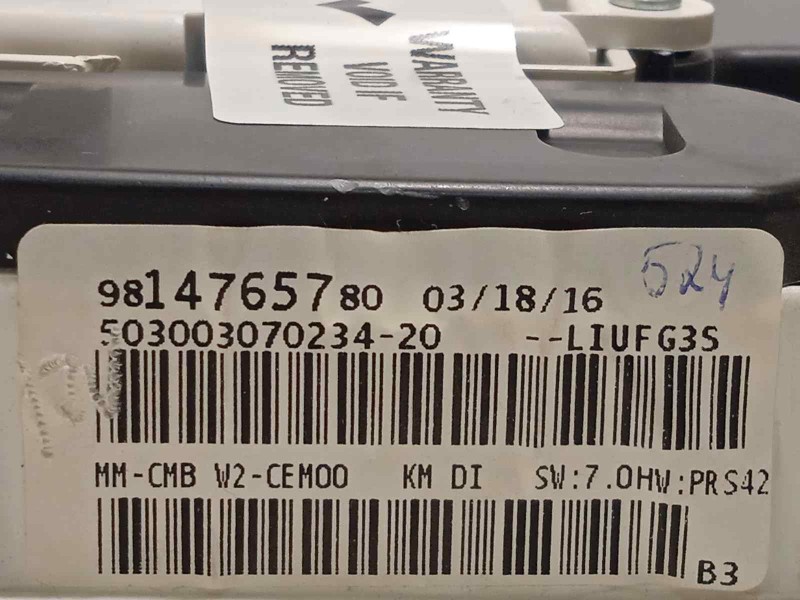 WARRANTY
VOID IF
REMOVED
524
9814765780 03/18/16
503003070234-20 --LIUFG3S
MM-CMB W2-CEM00 KM DI SW:7.0HW:PRS42
B3